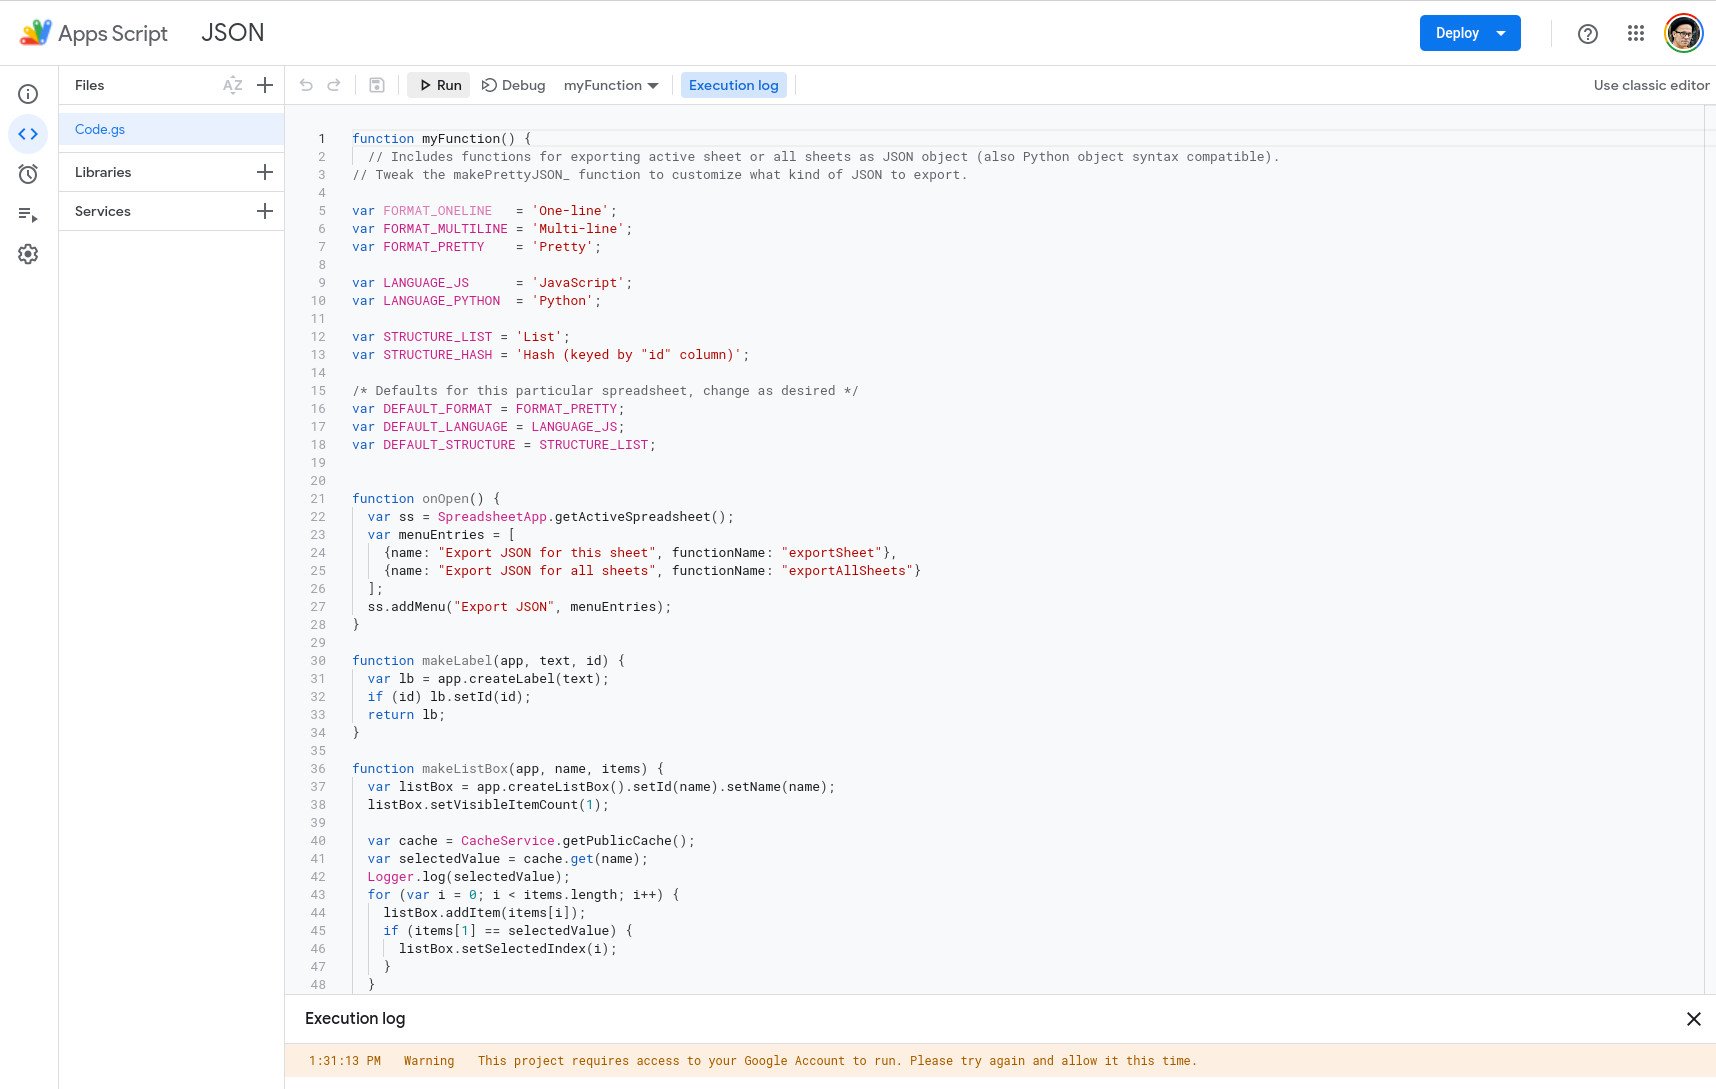 Apps Script JSON Deploy
Files AZ Run Debug myFunction Execution log Use classic editor
Code.gs
Libraries
Services
1 function myFunction() {
2 // Includes functions for exporting active sheet or all sheets as JSON object (also Python object syntax compatible).
3 // Tweak the makePrettyJSON_ function to customize what kind of JSON to export.
4
5 var FORMAT_ONELINE   = 'One-line';
6 var FORMAT_MULTILINE = 'Multi-line';
7 var FORMAT_PRETTY    = 'Pretty';
8
9 var LANGUAGE_JS      = 'JavaScript';
10 var LANGUAGE_PYTHON  = 'Python';
11
12 var STRUCTURE_LIST = 'List';
13 var STRUCTURE_HASH = 'Hash (keyed by "id" column)';
14
15 /* Defaults for this particular spreadsheet, change as desired */
16 var DEFAULT_FORMAT = FORMAT_PRETTY;
17 var DEFAULT_LANGUAGE = LANGUAGE_JS;
18 var DEFAULT_STRUCTURE = STRUCTURE_LIST;
19
20
21 function onOpen() {
22   var ss = SpreadsheetApp.getActiveSpreadsheet();
23   var menuEntries = [
24     {name: "Export JSON for this sheet", functionName: "exportSheet"},
25     {name: "Export JSON for all sheets", functionName: "exportAllSheets"}
26   ];
27   ss.addMenu("Export JSON", menuEntries);
28 }
29
30 function makeLabel(app, text, id) {
31   var lb = app.createLabel(text);
32   if (id) lb.setId(id);
33   return lb;
34 }
35
36 function makeListBox(app, name, items) {
37   var listBox = app.createListBox().setId(name).setName(name);
38   listBox.setVisibleItemCount(1);
39
40   var cache = CacheService.getPublicCache();
41   var selectedValue = cache.get(name);
42   Logger.log(selectedValue);
43   for (var i = 0; i < items.length; i++) {
44     listBox.addItem(items[i]);
45     if (items[1] == selectedValue) {
46       listBox.setSelectedIndex(i);
47     }
48   }
Execution log
1:31:13 PM Warning This project requires access to your Google Account to run. Please try again and allow it this time.